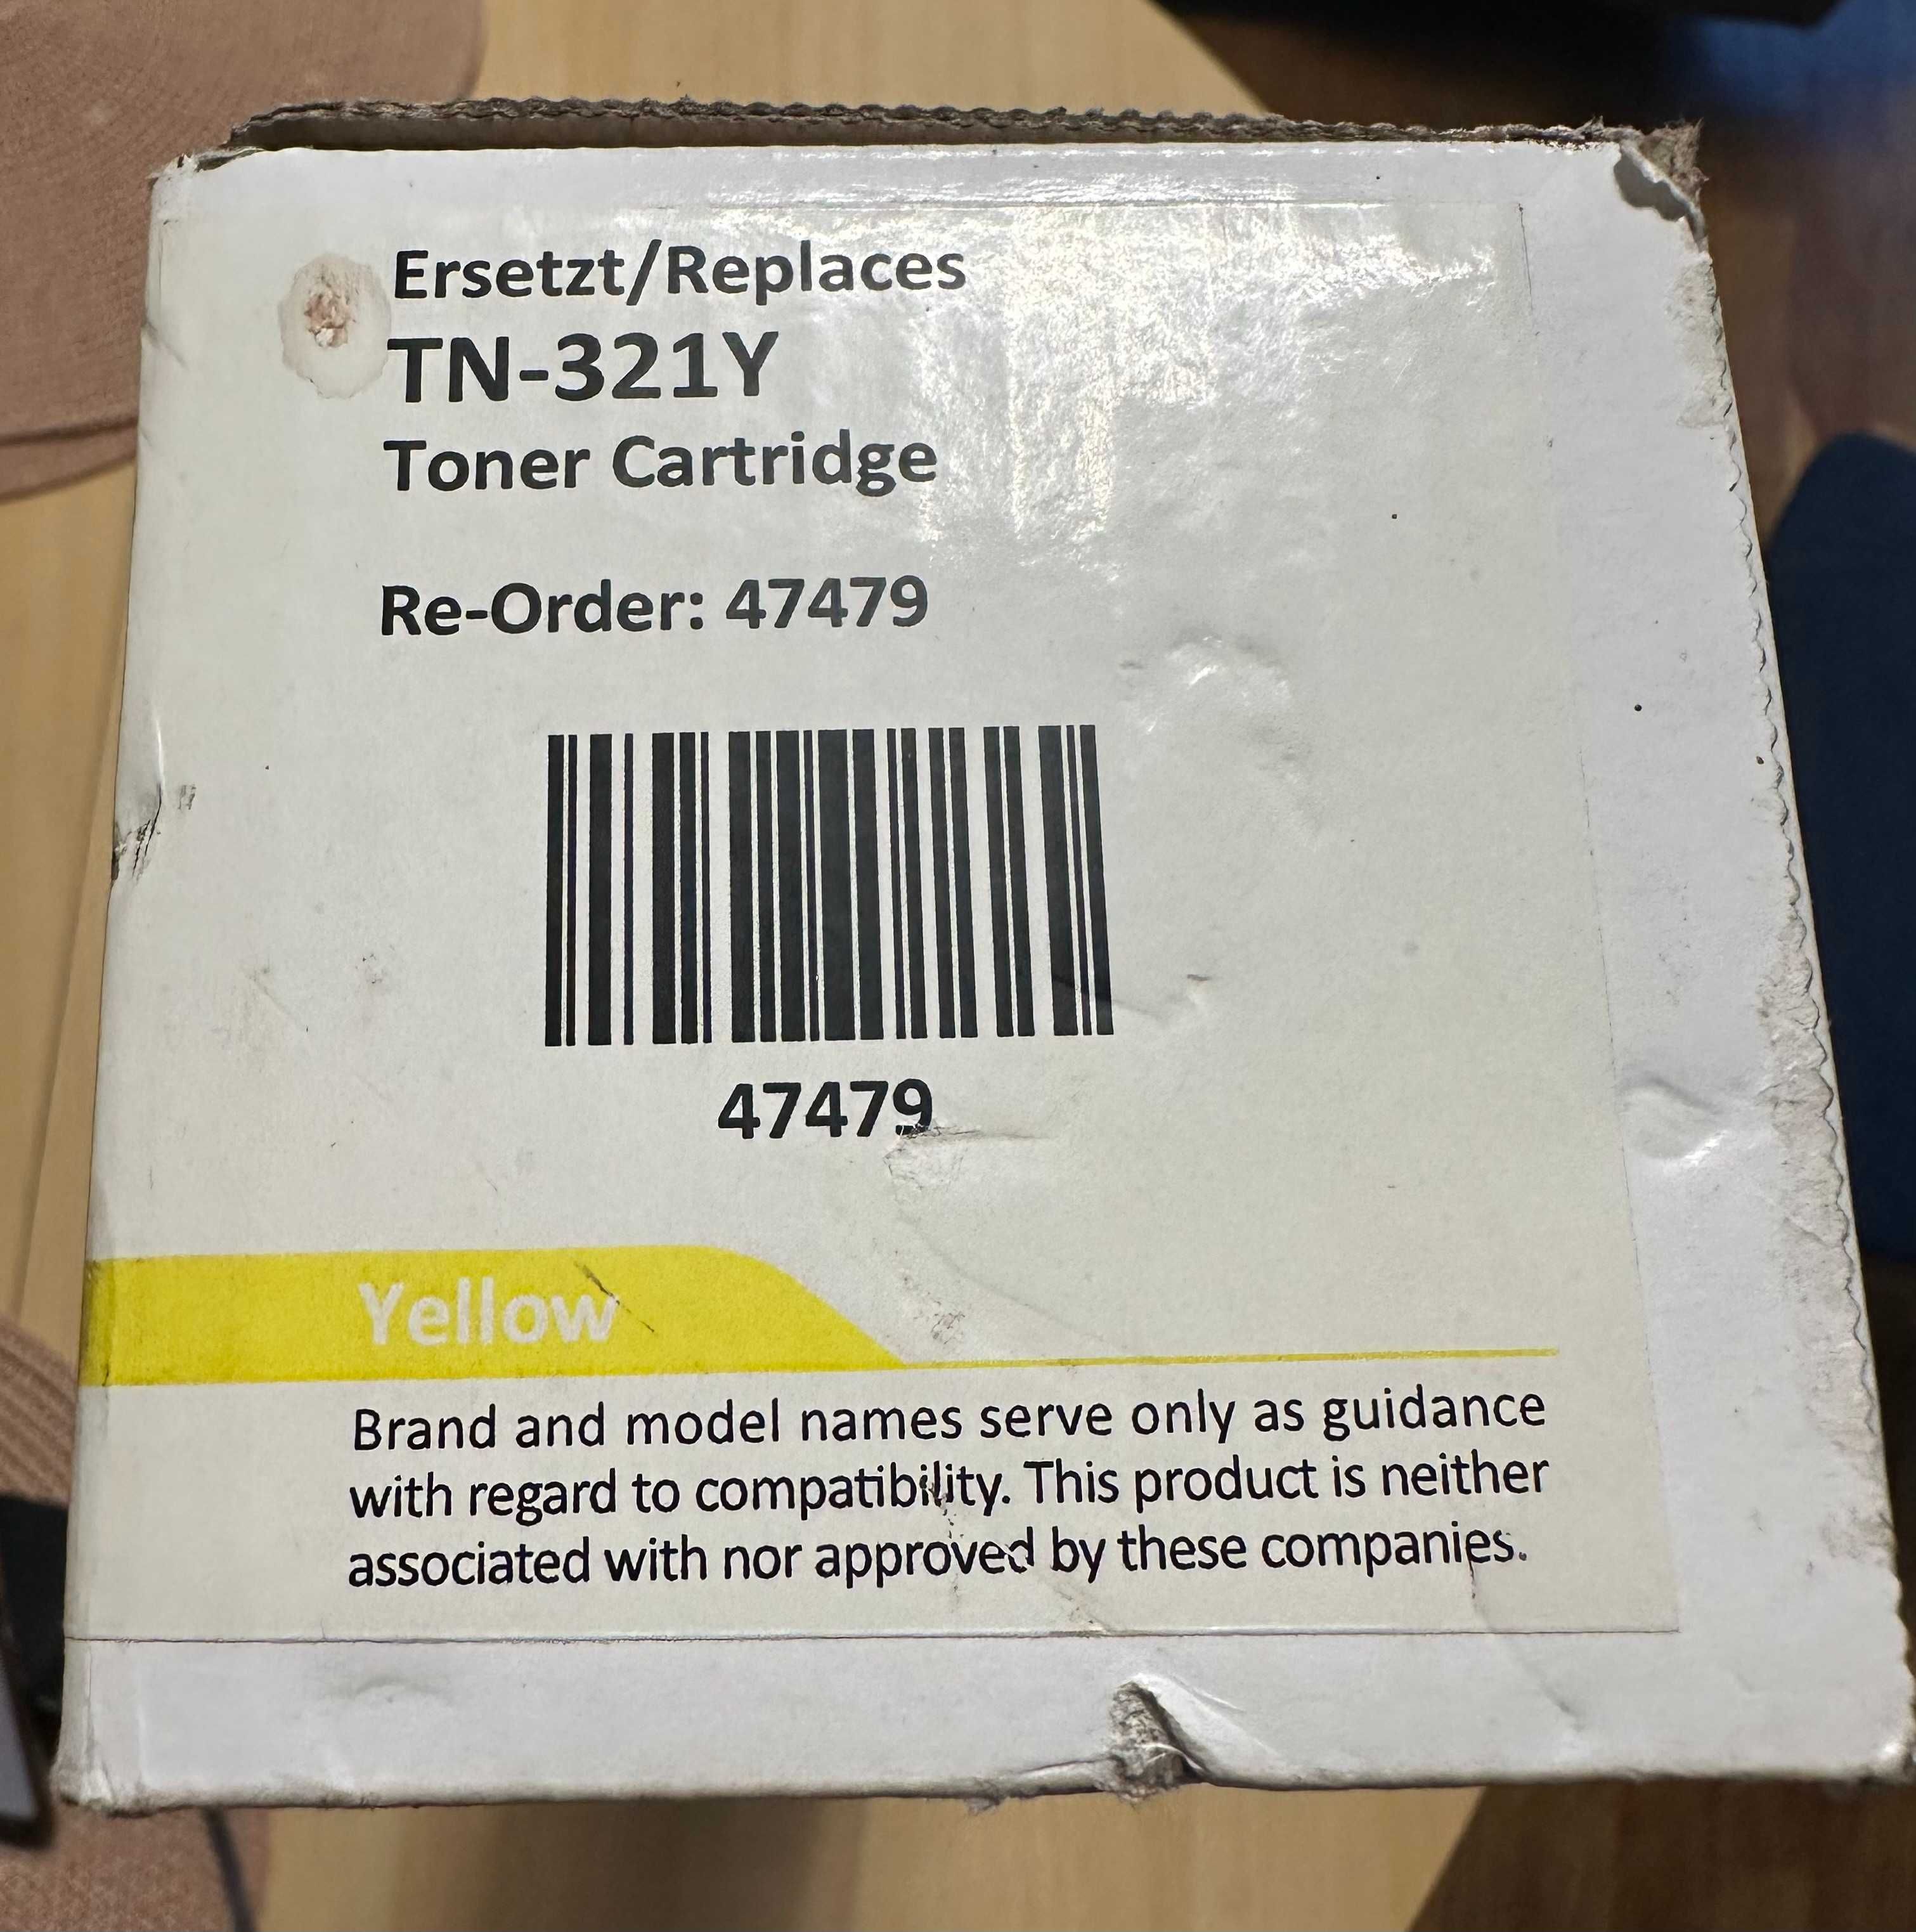 Ersetzt/Replaces
TN-321Y
Toner Cartridge
Re-Order: 47479
47479
Yellow
Brand and model names serve only as guidance
with regard to compatibility. This product is neither
associated with nor approved by these companies.